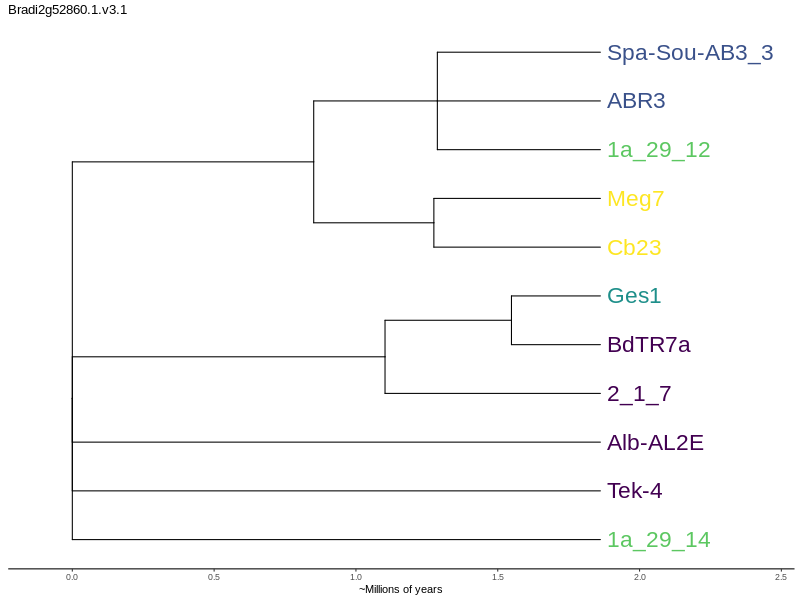 Bradi2g52860.1.v3.1
Spa-Sou-AB3_3
ABR3
1a_29_12
Meg7
Cb23
Ges1
BdTR7a
2_1_7
Alb-AL2E
Tek-4
1a_29_14
0.0 0.5 1.0 1.5 2.0 2.5
~Millions of years